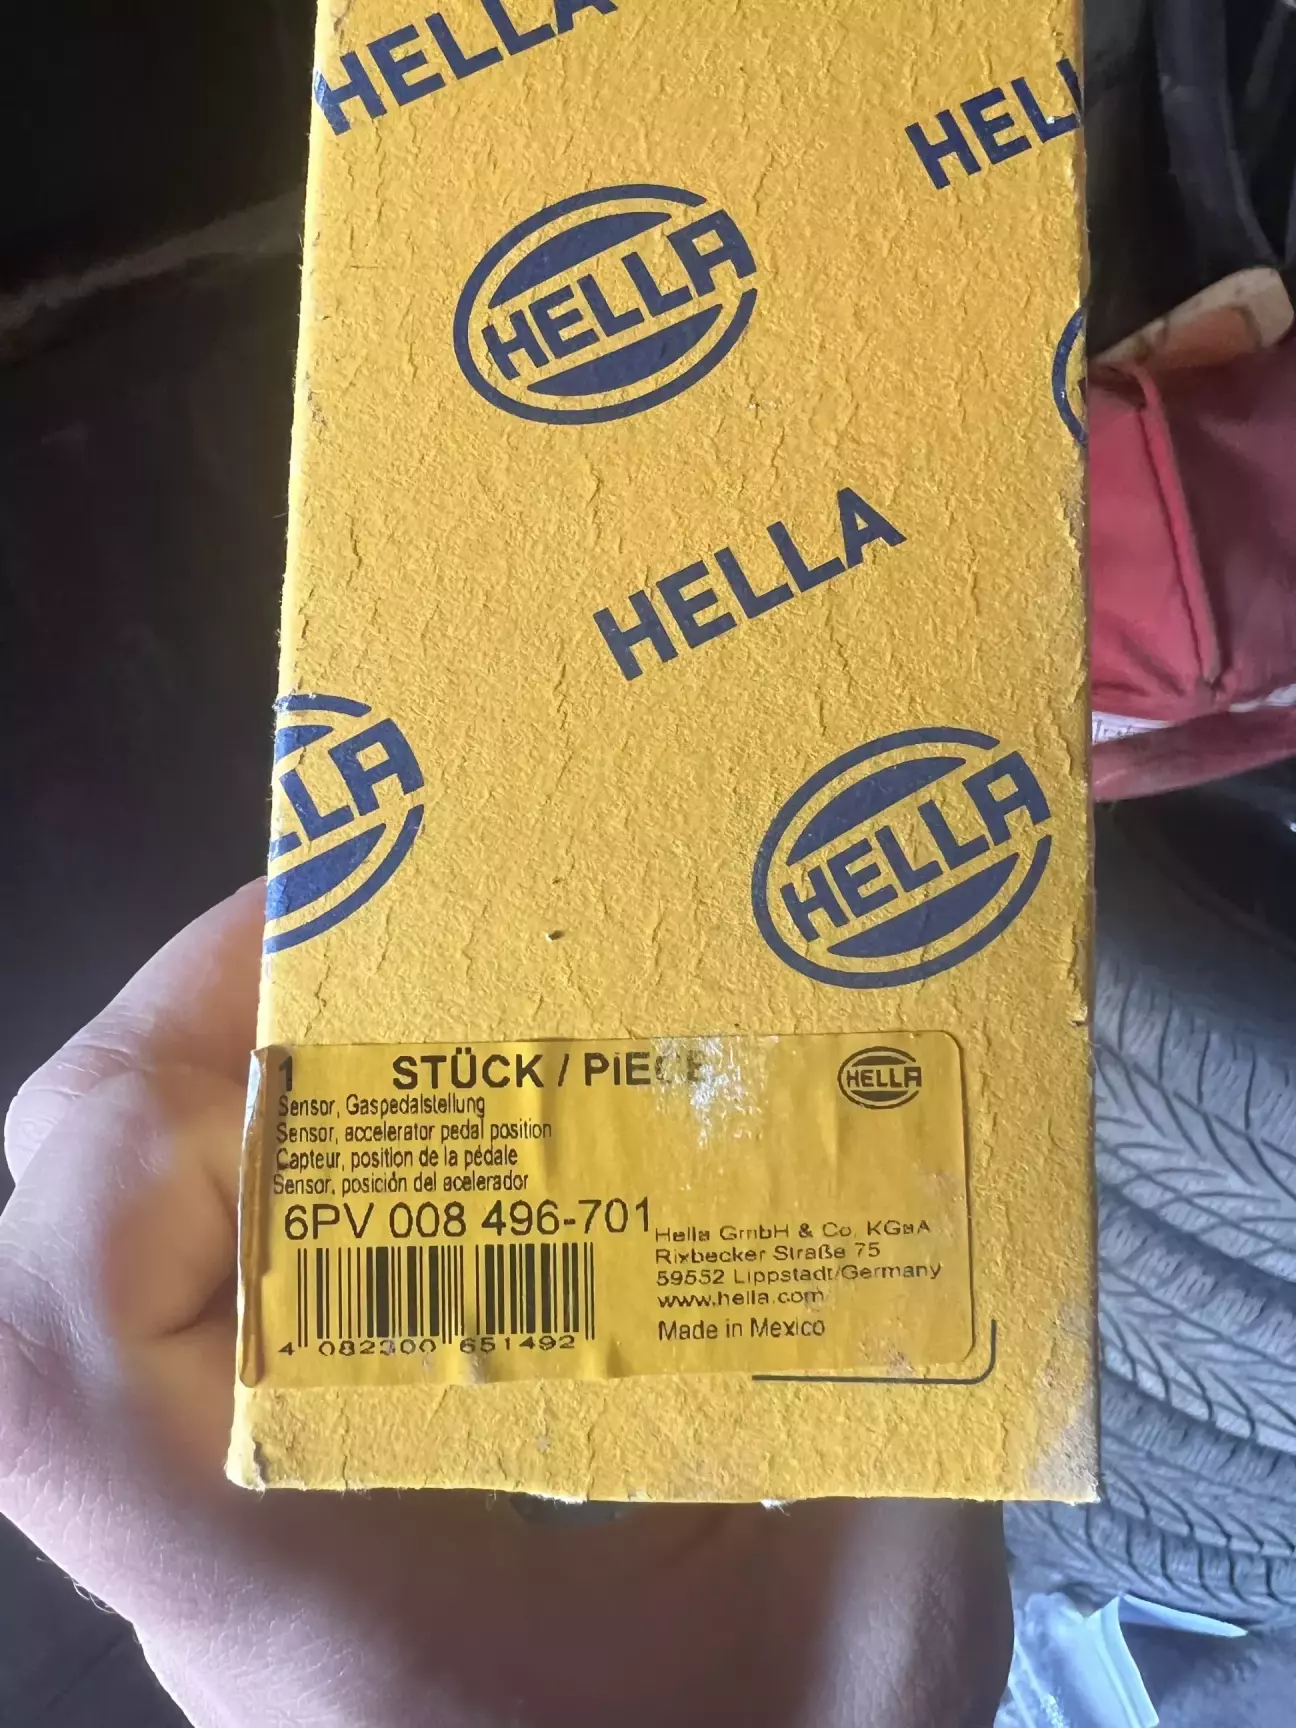 HELLA
HELL
HELLA
HELLA
LLA
HELLA
1 STÜCK / PIECE
HELLA
Sensor, Gaspedalstellung
Sensor, accelerator pedal position
Capteur, position de la pédale
Sensor, posición del acelerador
6PV 008 496-701
Hella GmbH & Co. KGaA
Rixbecker Straße 75
59552 Lippstadt/Germany
www.hella.com
Made in Mexico
4 082300 651492